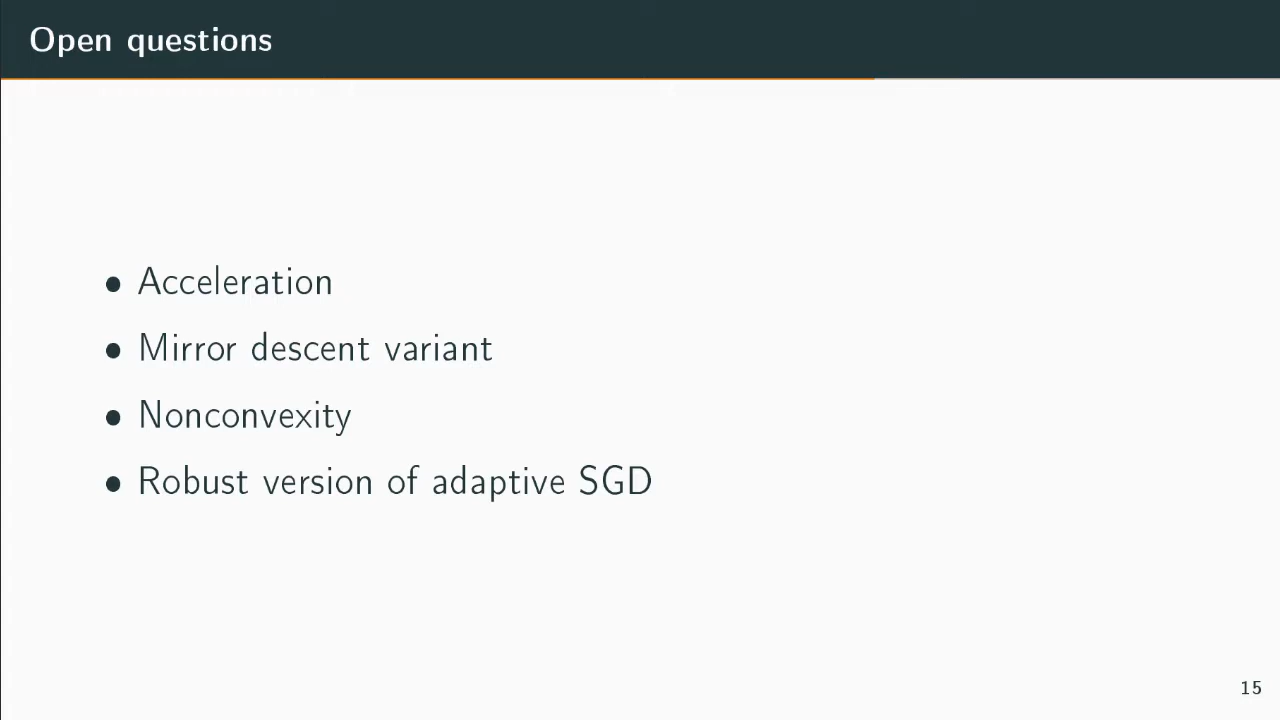 Open questions
• Acceleration
• Mirror descent variant
• Nonconvexity
• Robust version of adaptive SGD
15